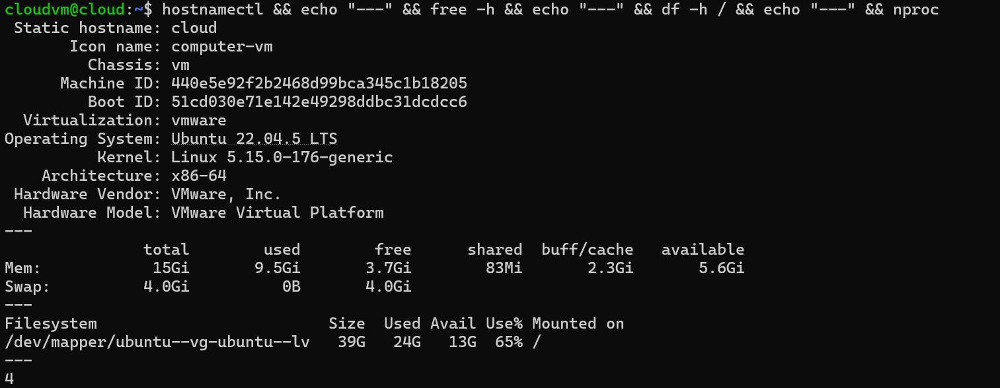 cloudvm@cloud:~$ hostnamectl && echo "---" && free -h && echo "---" && df -h / && echo "---" && nproc
 Static hostname: cloud
       Icon name: computer-vm
         Chassis: vm
      Machine ID: 440e5e92f2b2468d99bca345c1b18205
         Boot ID: 51cd030e71e142e49298ddbc31dcdcc6
  Virtualization: vmware
Operating System: Ubuntu 22.04.5 LTS
          Kernel: Linux 5.15.0-176-generic
    Architecture: x86-64
 Hardware Vendor: VMware, Inc.
  Hardware Model: VMware Virtual Platform
---
               total        used        free      shared  buff/cache   available
Mem:            15Gi       9.5Gi       3.7Gi        83Mi       2.3Gi       5.6Gi
Swap:          4.0Gi          0B       4.0Gi
---
Filesystem                         Size  Used Avail Use% Mounted on
/dev/mapper/ubuntu--vg-ubuntu--lv   39G   24G   13G  65% /
---
4